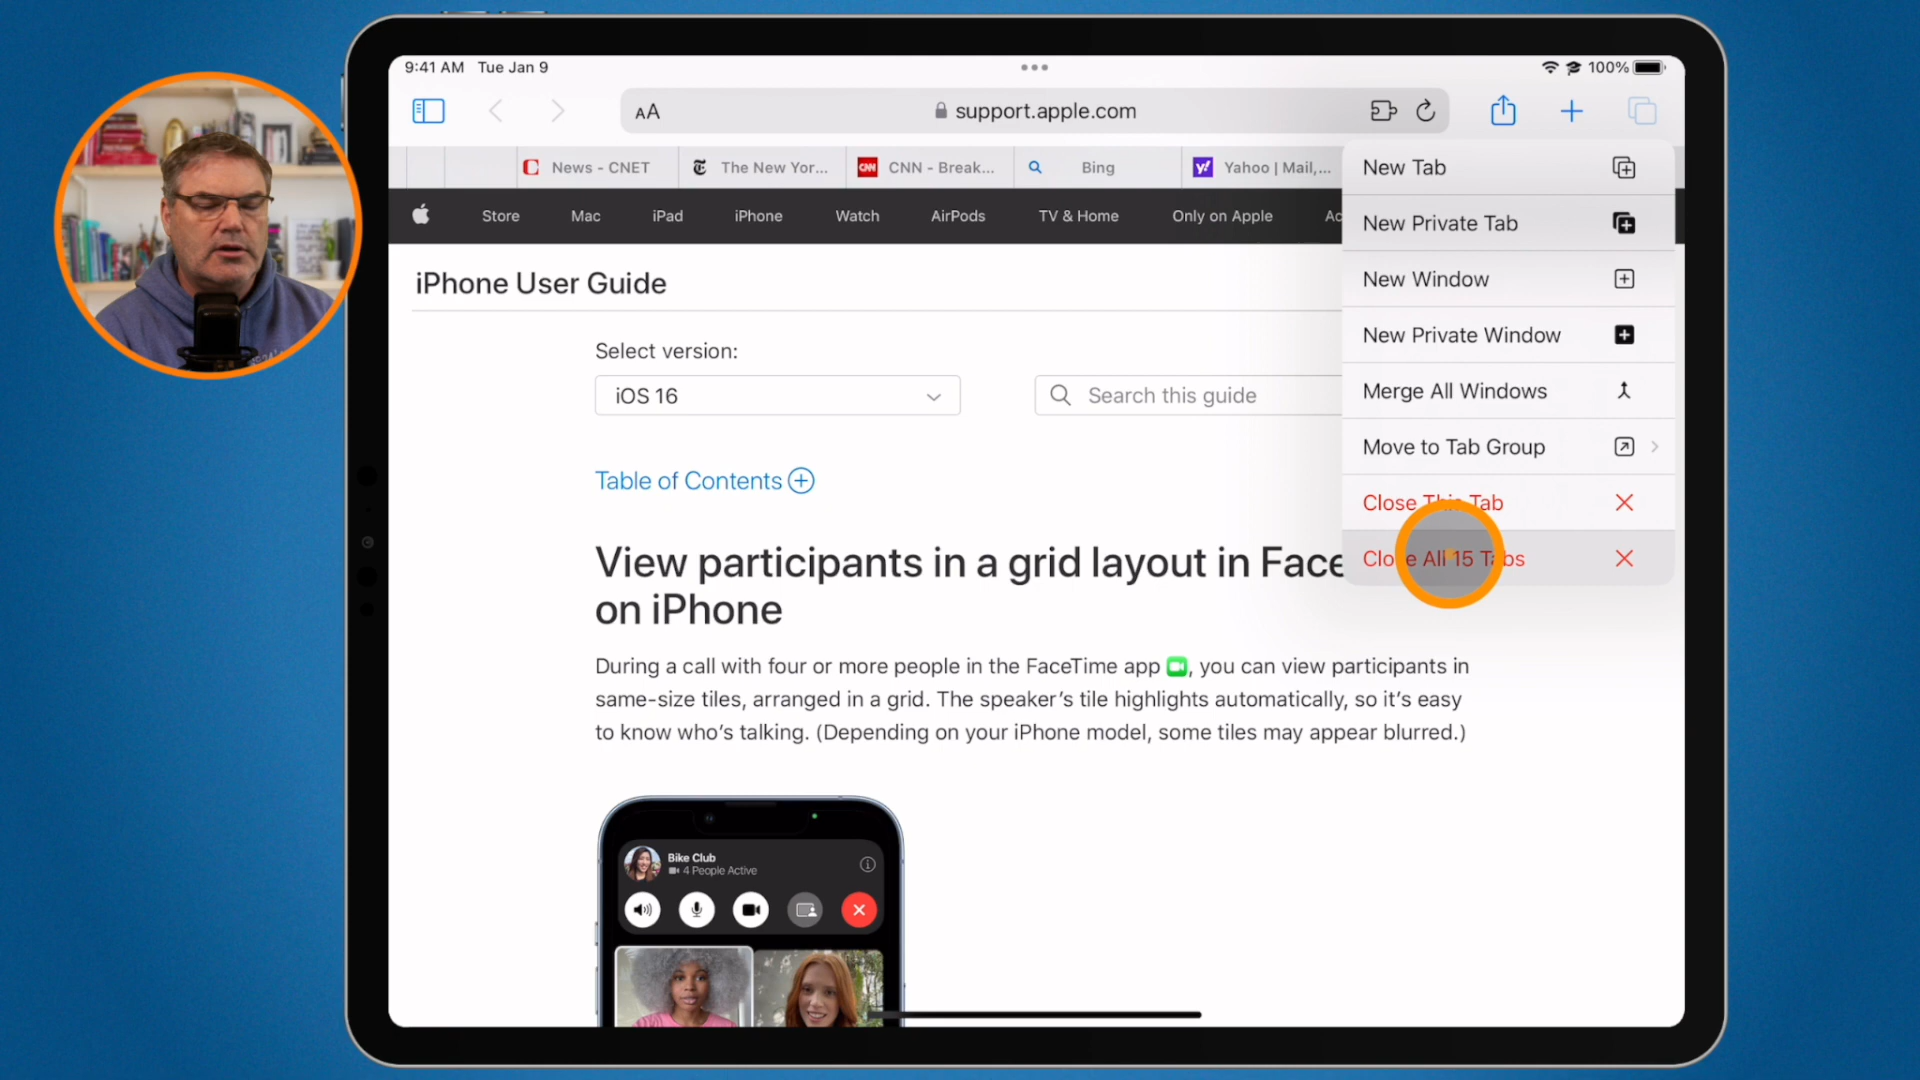 9:41 AM Tue Jan 9
100%
AA
support.apple.com
News - CNET
The New Yor...
CNN - Break...
Bing
Yahoo | Mail,...
Store
Mac
iPad
iPhone
Watch
AirPods
TV & Home
Only on Apple
Ac
New Tab
New Private Tab
New Window
New Private Window
Merge All Windows
Move to Tab Group
Close This Tab
Close All 15 Tabs
iPhone User Guide
Select version:
iOS 16
Search this guide
Table of Contents
View participants in a grid layout in Face
on iPhone
During a call with four or more people in the FaceTime app , you can view participants in
same-size tiles, arranged in a grid. The speaker's tile highlights automatically, so it's easy
to know who's talking. (Depending on your iPhone model, some tiles may appear blurred.)
Bike Club
4 People Active